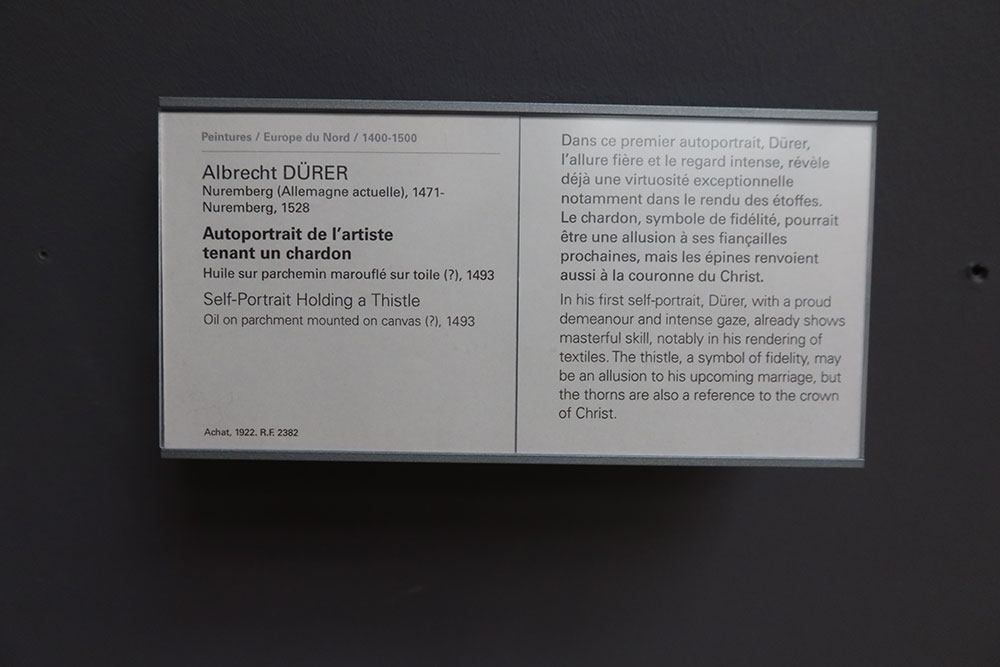 Peintures / Europe du Nord / 1400-1500
Albrecht DÜRER
Nuremberg (Allemagne actuelle), 1471-
Nuremberg, 1528
Autoportrait de l'artiste
tenant un chardon
Huile sur parchemin marouflé sur toile (?), 1493
Self-Portrait Holding a Thistle
Oil on parchment mounted on canvas (?), 1493
Achat, 1922. R.F. 2382
Dans ce premier autoportrait, Dürer,
l'allure fière et le regard intense, révèle
déjà une virtuosité exceptionnelle
notamment dans le rendu des étoffes.
Le chardon, symbole de fidélité, pourrait
être une allusion à ses fiançailles
prochaines, mais les épines renvoient
aussi à la couronne du Christ.
In his first self-portrait, Dürer, with a proud
demeanour and intense gaze, already shows
masterful skill, notably in his rendering of
textiles. The thistle, a symbol of fidelity, may
be an allusion to his upcoming marriage, but
the thorns are also a reference to the crown
of Christ.